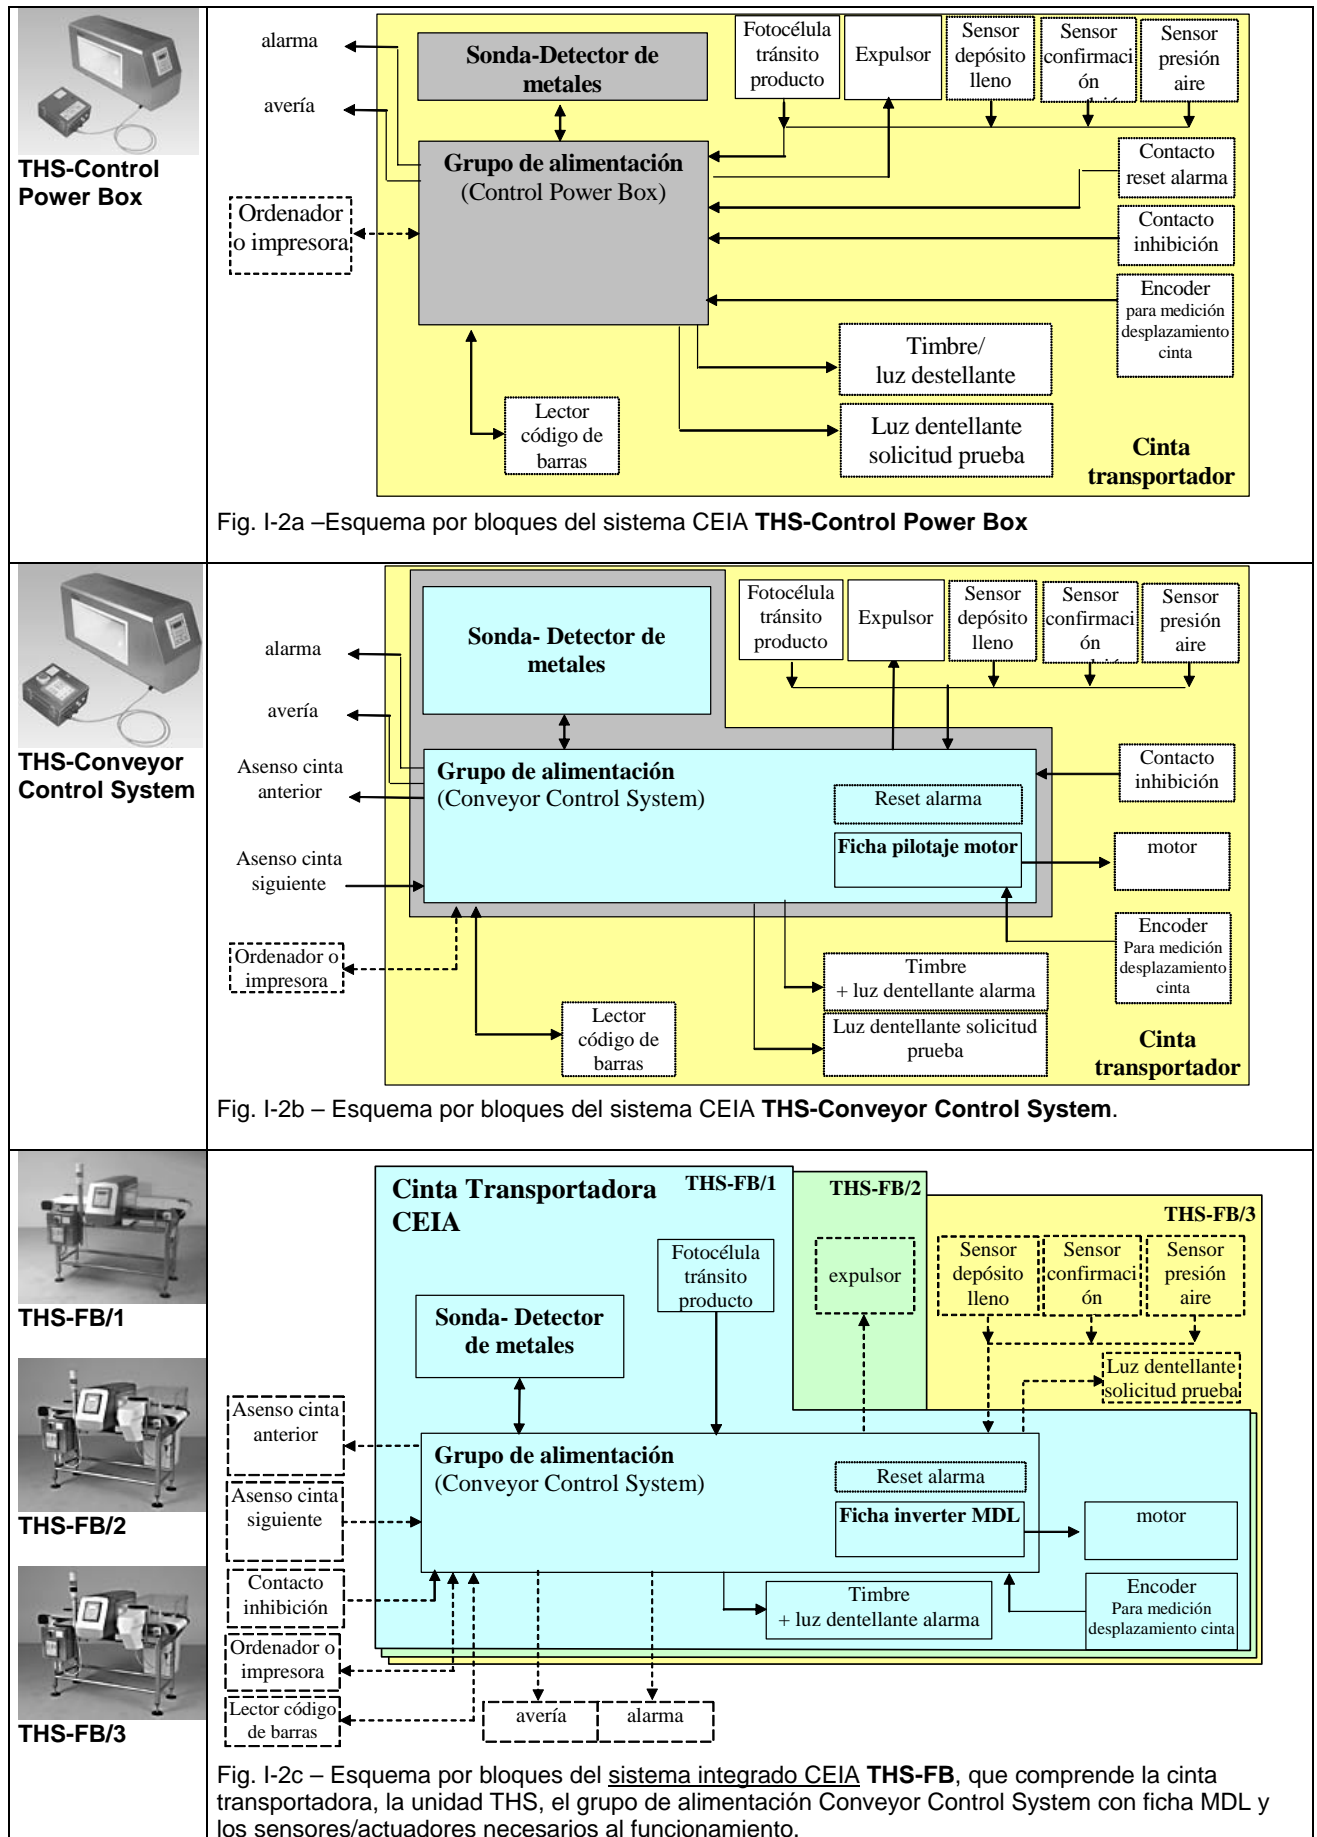 THS-Control
Power Box
alarma
avería
Ordenador
o impresora
Sonda-Detector de
metales
Grupo de alimentación
(Control Power Box)
Fotocélula
tránsito
producto
Expulsor
Sensor
depósito
lleno
Sensor
confirmaci
ón
Sensor
presión
aire
Contacto
reset alarma
Contacto
inhibición
Encoder
para medición
desplazamiento
cinta
Timbre/
luz destellante
Luz dentellante
solicitud prueba
Lector
código de
barras
Cinta
transportador
Fig. I-2a –Esquema por bloques del sistema CEIA THS-Control Power Box
THS-Conveyor
Control System
alarma
avería
Asenso cinta
anterior
Asenso cinta
siguiente
Ordenador o
impresora
Sonda- Detector de
metales
Grupo de alimentación
(Conveyor Control System)
Reset alarma
Ficha pilotaje motor
Fotocélula
tránsito
producto
Expulsor
Sensor
depósito
lleno
Sensor
confirmaci
ón
Sensor
presión
aire
Contacto
inhibición
motor
Encoder
Para medición
desplazamiento
cinta
Timbre
+ luz dentellante alarma
Luz dentellante solicitud
prueba
Lector
código de
barras
Cinta
transportador
Fig. I-2b – Esquema por bloques del sistema CEIA THS-Conveyor Control System.
THS-FB/1
THS-FB/2
THS-FB/3
Cinta Transportadora
CEIA
THS-FB/1
THS-FB/2
THS-FB/3
Fotocélula
tránsito
producto
expulsor
Sensor
depósito
lleno
Sensor
confirmaci
ón
Sensor
presión
aire
Sonda- Detector
de metales
Luz dentellante
solicitud prueba
Asenso cinta
anterior
Asenso cinta
siguiente
Contacto
inhibición
Ordenador o
impresora
Lector código
de barras
Grupo de alimentación
(Conveyor Control System)
Reset alarma
Ficha inverter MDL
motor
Encoder
Para medición
desplazamiento cinta
Timbre
+ luz dentellante alarma
avería
alarma
Fig. I-2c – Esquema por bloques del sistema integrado CEIA THS-FB, que comprende la cinta
transportadora, la unidad THS, el grupo de alimentación Conveyor Control System con ficha MDL y
los sensores/actuadores necesarios al funcionamiento.